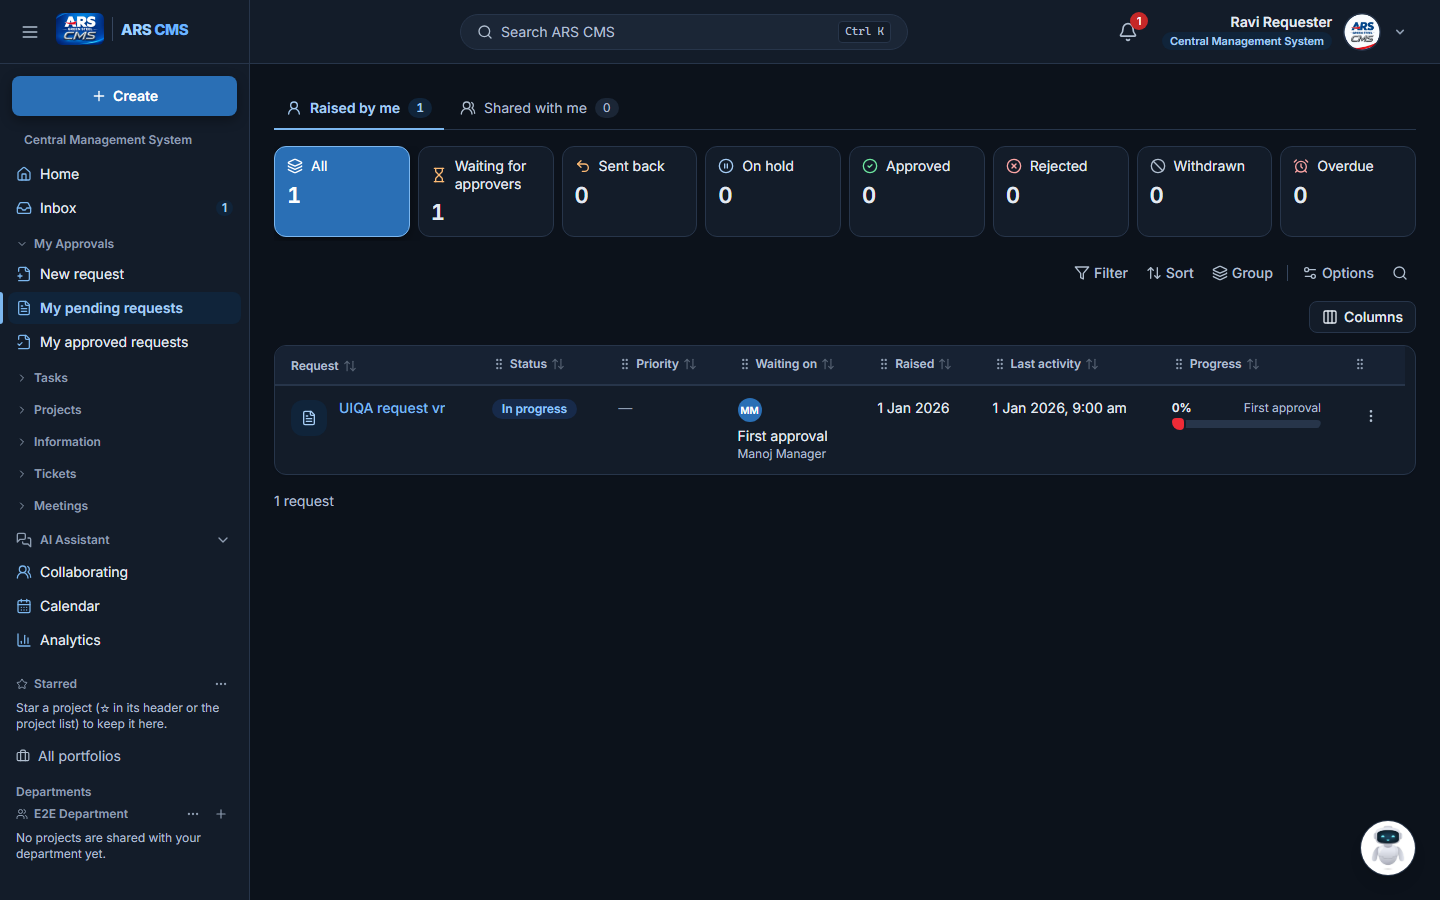 ARS
GREEN STEEL
CMS
ARS CMS
Search ARS CMS
Ctrl K
1
Ravi Requester
Central Management System
ARS
CMS
Create
Central Management System
Home
Inbox
1
My Approvals
New request
My pending requests
My approved requests
Tasks
Projects
Information
Tickets
Meetings
AI Assistant
Collaborating
Calendar
Analytics
Starred
Star a project (☆ in its header or the
project list) to keep it here.
All portfolios
Departments
E2E Department
No projects are shared with your
department yet.
Raised by me 1
Shared with me 0
All
1
Waiting for
approvers
1
Sent back
0
On hold
0
Approved
0
Rejected
0
Withdrawn
0
Overdue
0
Filter
Sort
Group
Options
Columns
Request Status Priority Waiting on Raised Last activity Progress
UIQA request vr
In progress
—
MM
First approval
Manoj Manager
1 Jan 2026
1 Jan 2026, 9:00 am
0% First approval
1 request